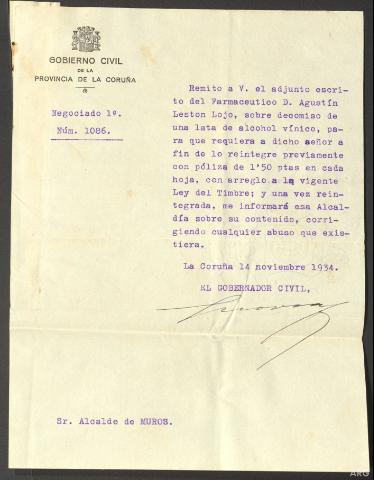 GOBIERNO CIVIL
DE LA
PROVINCIA DE LA CORUÑA
Negociado 1º.
Núm. 1086.
Remito a V. el adjunto escri-
to del Farmaceutico D. Agustín
Leston Lojo, sobre decomiso de
una lata de alcohol vínico, pa-
ra que requiera a dicho señor a
fin de lo reintegre previamente
con póliza de 1'50 ptas en cada
hoja, con arreglo a la vigente
Ley del Timbre; y una vez rein-
tegrada, me informará esa Alcal-
día sobre su contenido, corri-
giendo cualquier abuso que exis-
tiera.
La Coruña 14 noviembre 1934.
EL GOBERNADOR CIVIL,
Sr. Alcalde de MUROS.
ARG